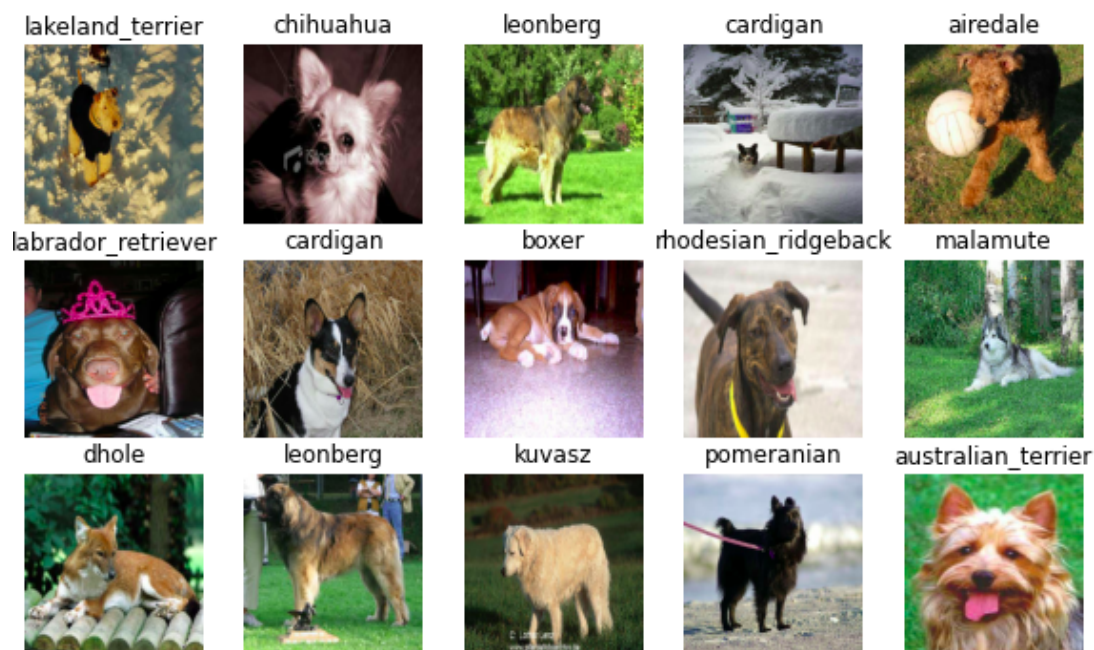 lakeland_terrier chihuahua leonberg cardigan airedale
labrador_retriever cardigan boxer rhodesian_ridgeback malamute
dhole leonberg kuvasz pomeranian australian_terrier